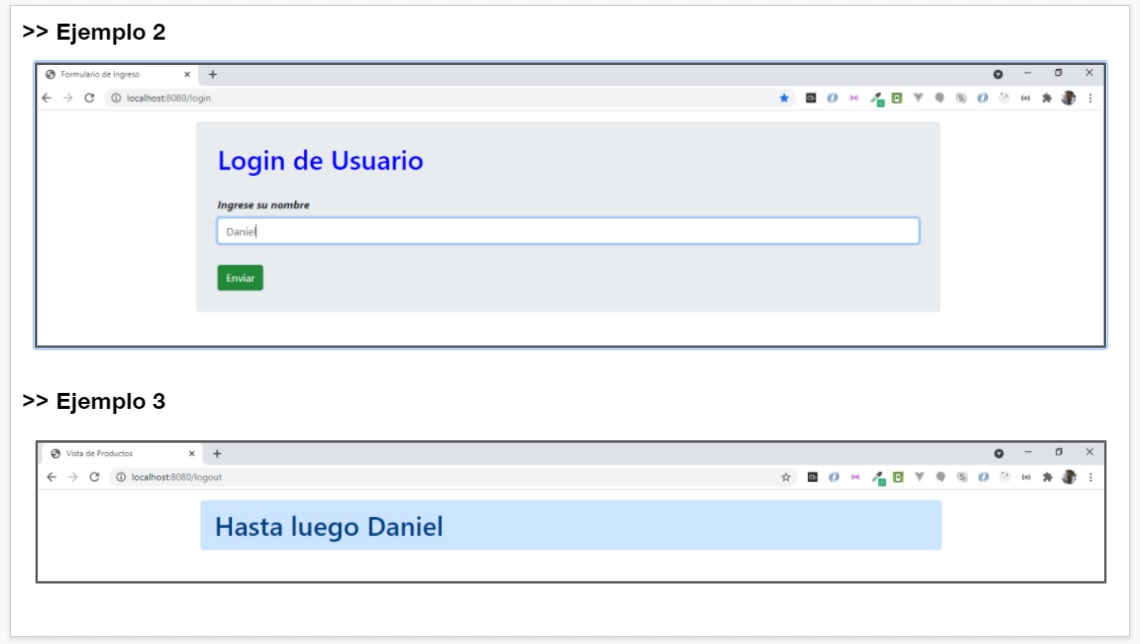 >> Ejemplo 2
Formulario de Ingreso
localhost:8080/login
Login de Usuario
Ingrese su nombre
Daniel
Enviar
>> Ejemplo 3
Vista de Productos
localhost:8080/logout
Hasta luego Daniel